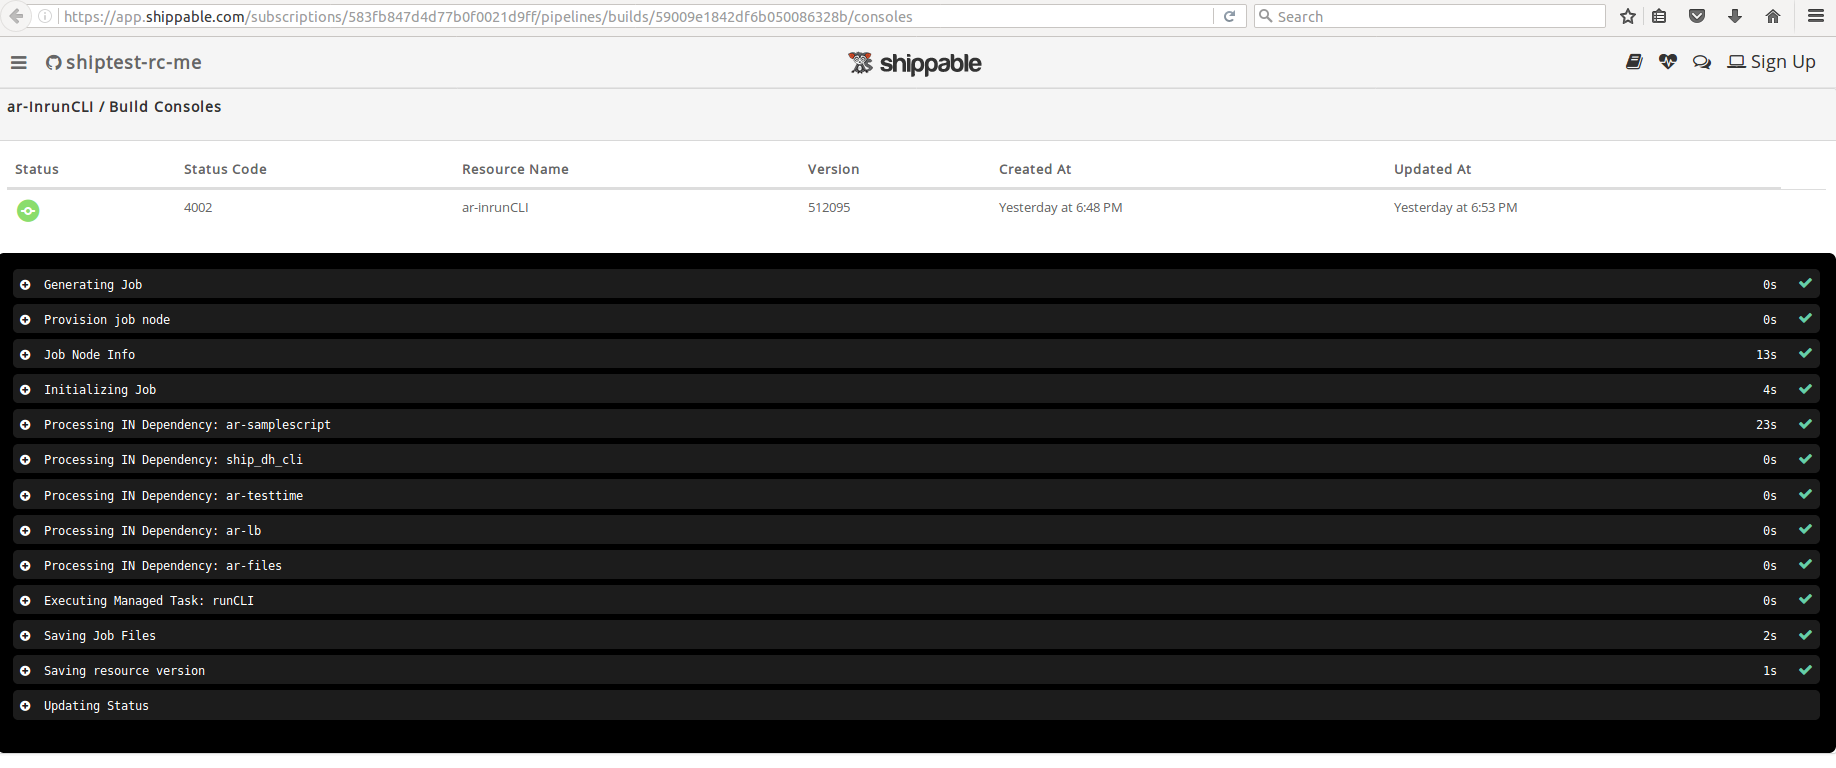 https://app.shippable.com/subscriptions/583fb847d4d77b0f0021d9ff/pipelines/builds/59009e1842df6b050086328b/consoles
Search
shiptest-rc-me
shippable
Sign Up
ar-inrunCLI / Build Consoles
Status Status Code Resource Name Version Created At Updated At
4002 ar-inrunCLI 512095 Yesterday at 6:48 PM Yesterday at 6:53 PM
Generating Job 0s
Provision job node 0s
Job Node Info 13s
Initializing Job 4s
Processing IN Dependency: ar-samplescript 23s
Processing IN Dependency: ship_dh_cli 0s
Processing IN Dependency: ar-testtime 0s
Processing IN Dependency: ar-lb 0s
Processing IN Dependency: ar-files 0s
Executing Managed Task: runCLI 0s
Saving Job Files 2s
Saving resource version 1s
Updating Status